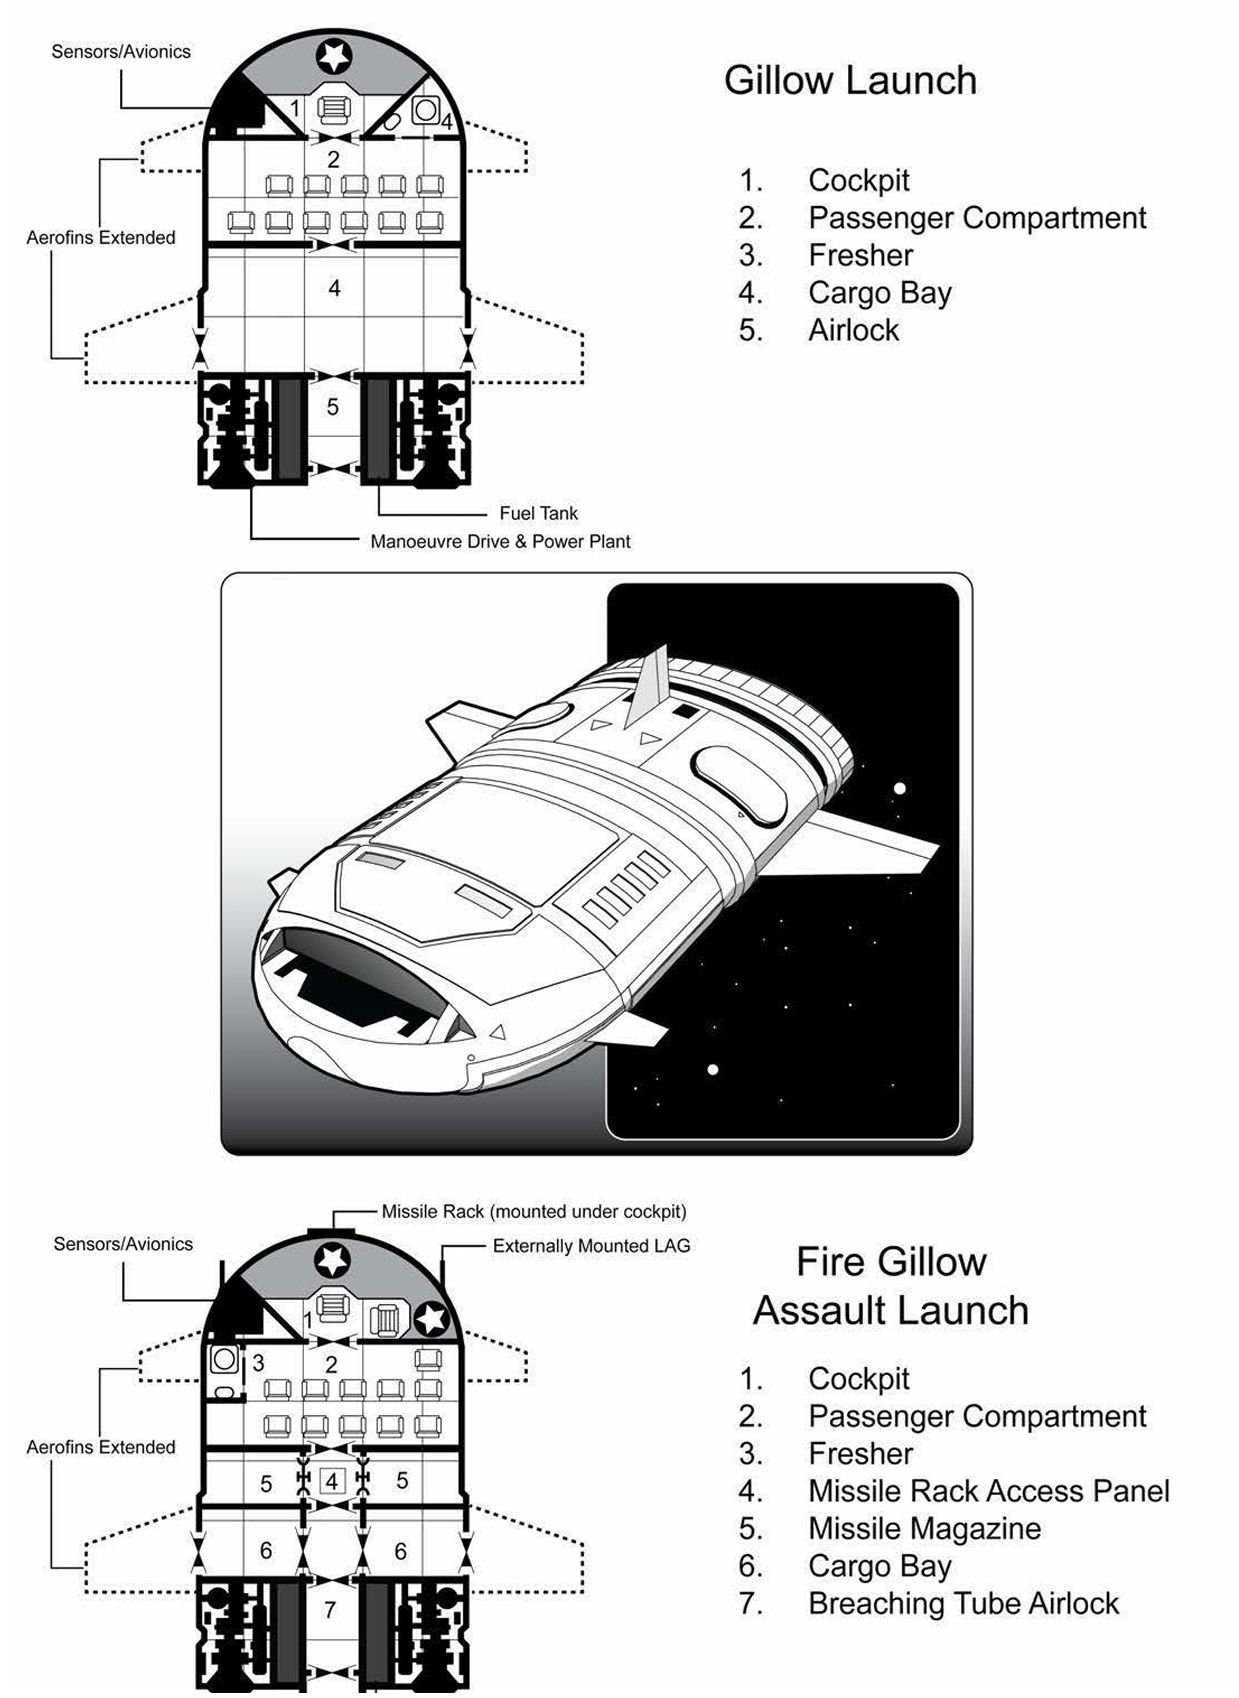 Sensors/Avionics
Gillow Launch
1
4
2
1. Cockpit
2. Passenger Compartment
Aerofins Extended
3. Fresher
4
4. Cargo Bay
5. Airlock
5
Fuel Tank
Manoeuvre Drive & Power Plant
Missile Rack (mounted under cockpit)
Sensors/Avionics
Externally Mounted LAG
Fire Gillow
Assault Launch
1
3
2
1. Cockpit
2. Passenger Compartment
Aerofins Extended
3. Fresher
5
4
5
4. Missile Rack Access Panel
5. Missile Magazine
6
6
6. Cargo Bay
7
7. Breaching Tube Airlock